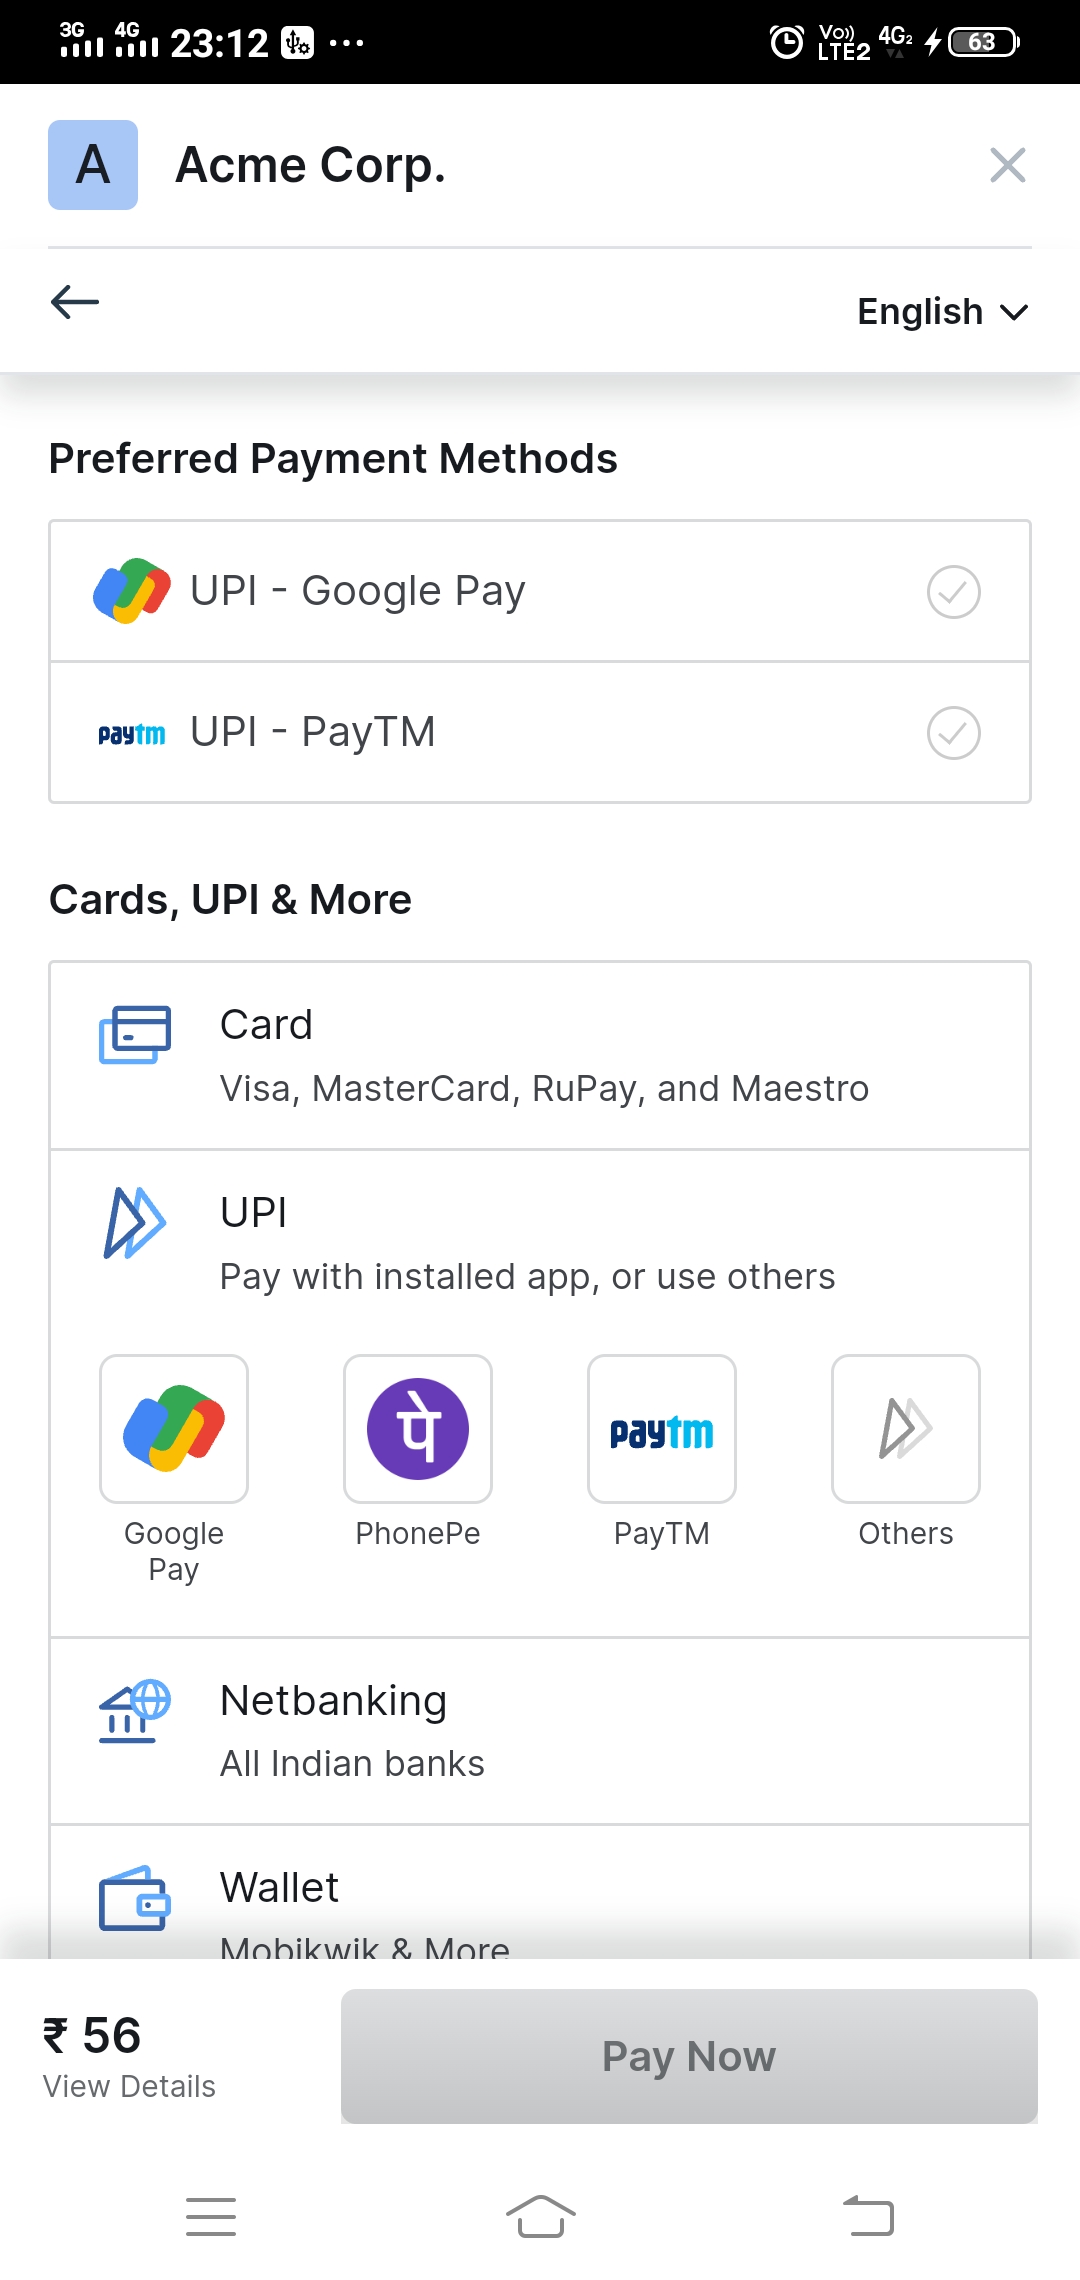 3G 4G 23:12 Vo)) LTE2 4G2 63
A Acme Corp.
English
Preferred Payment Methods
UPI - Google Pay
paytm UPI - PayTM
Cards, UPI & More
Card
Visa, MasterCard, RuPay, and Maestro
UPI
Pay with installed app, or use others
पे paytm
Google Pay PhonePe PayTM Others
Netbanking
All Indian banks
Wallet
Mobikwik & More
₹ 56
View Details
Pay Now